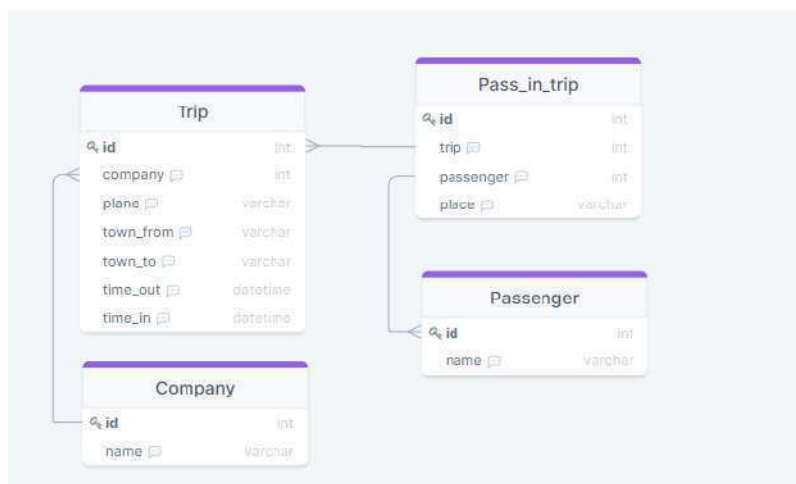 Trip
id int
company int
plane varchar
town_from varchar
town_to varchar
time_out datetime
time_in datetime
Pass_in_trip
id int
trip int
passenger int
place varchar
Passenger
id int
name varchar
Company
id int
name varchar